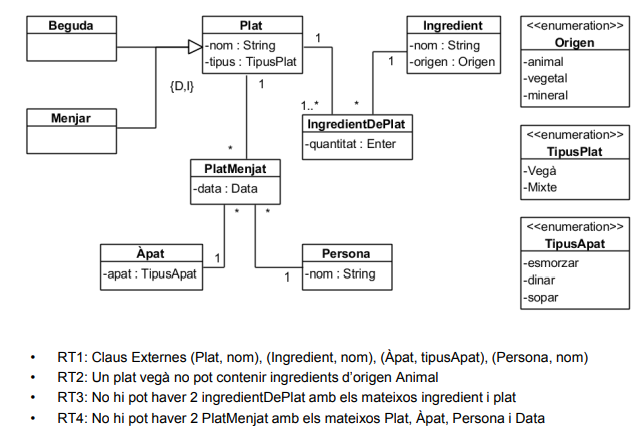 Beguda
Plat
-nom : String
-tipus : TipusPlat
Ingredient
-nom : String
-origen : Origen
<<enumeration>>
Origen
-animal
-vegetal
-mineral
Menjar
{D,I}
1
1
1
1..*
*
IngredientDePlat
-quantitat : Enter
<<enumeration>>
TipusPlat
-Vegà
-Mixte
*
PlatMenjat
-data : Data
*
*
Àpat
-apat : TipusApat
1
1
Persona
-nom : String
<<enumeration>>
TipusApat
-esmorzar
-dinar
-sopar
• RT1: Claus Externes (Plat, nom), (Ingredient, nom), (Àpat, tipusApat), (Persona, nom)
• RT2: Un plat vegà no pot contenir ingredients d’origen Animal
• RT3: No hi pot haver 2 ingredientDePlat amb els mateixos ingredient i plat
• RT4: No hi pot haver 2 PlatMenjat amb els mateixos Plat, Àpat, Persona i Data